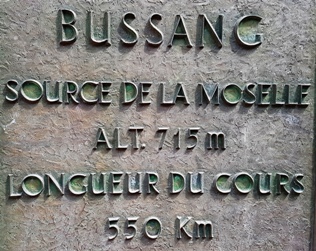 BUSSANG
SOURCE DE LA MOSELLE
ALT. 715 m
LONGUEUR DU COURS
550 Km